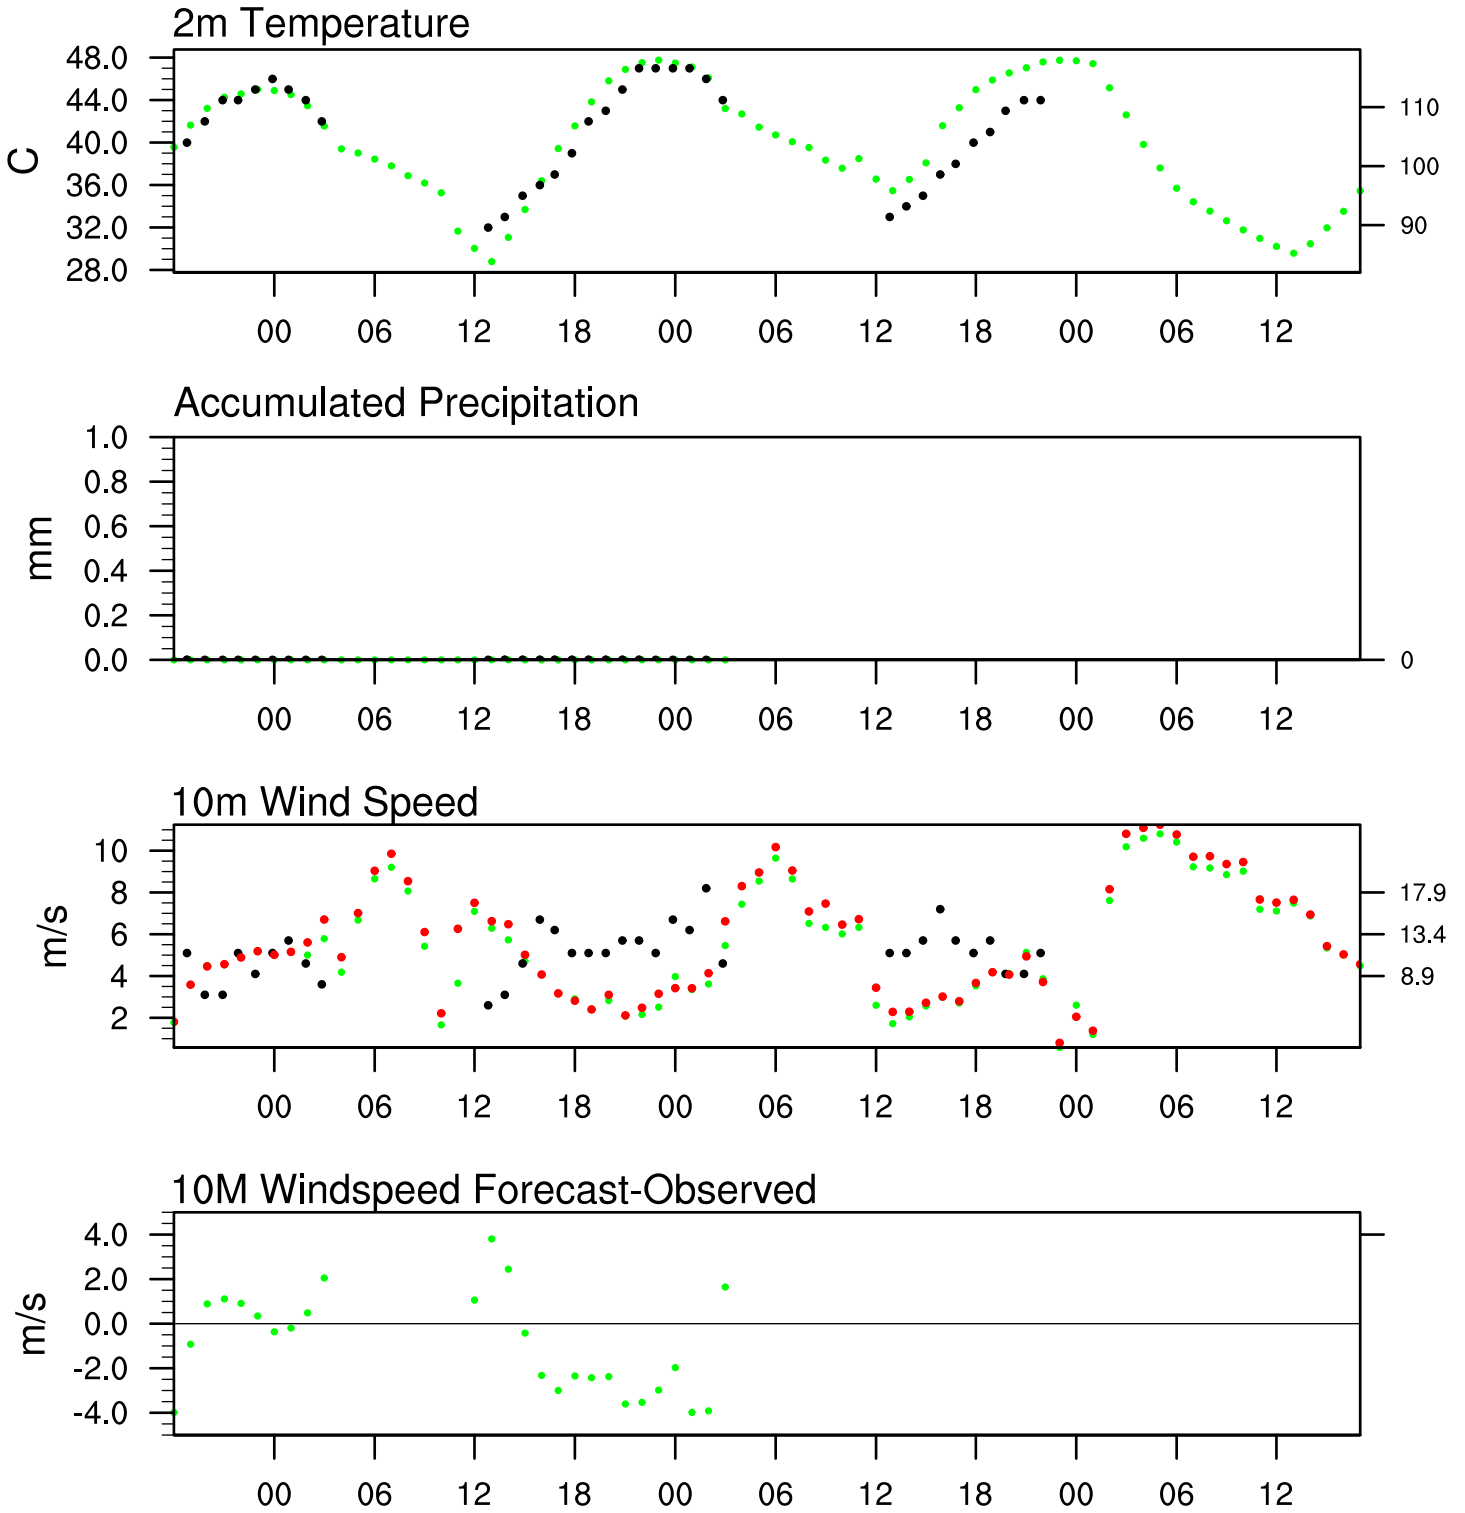 2m Temperature
48.0
44.0
40.0
36.0
32.0
28.0
C
110
100
90
00 06 12 18 00 06 12 18 00 06 12
Accumulated Precipitation
1.0
0.8
0.6
0.4
0.2
0.0
mm
0
00 06 12 18 00 06 12 18 00 06 12
10m Wind Speed
10
8
6
4
2
m/s
17.9
13.4
8.9
00 06 12 18 00 06 12 18 00 06 12
10M Windspeed Forecast-Observed
4.0
2.0
0.0
-2.0
-4.0
m/s
00 06 12 18 00 06 12 18 00 06 12